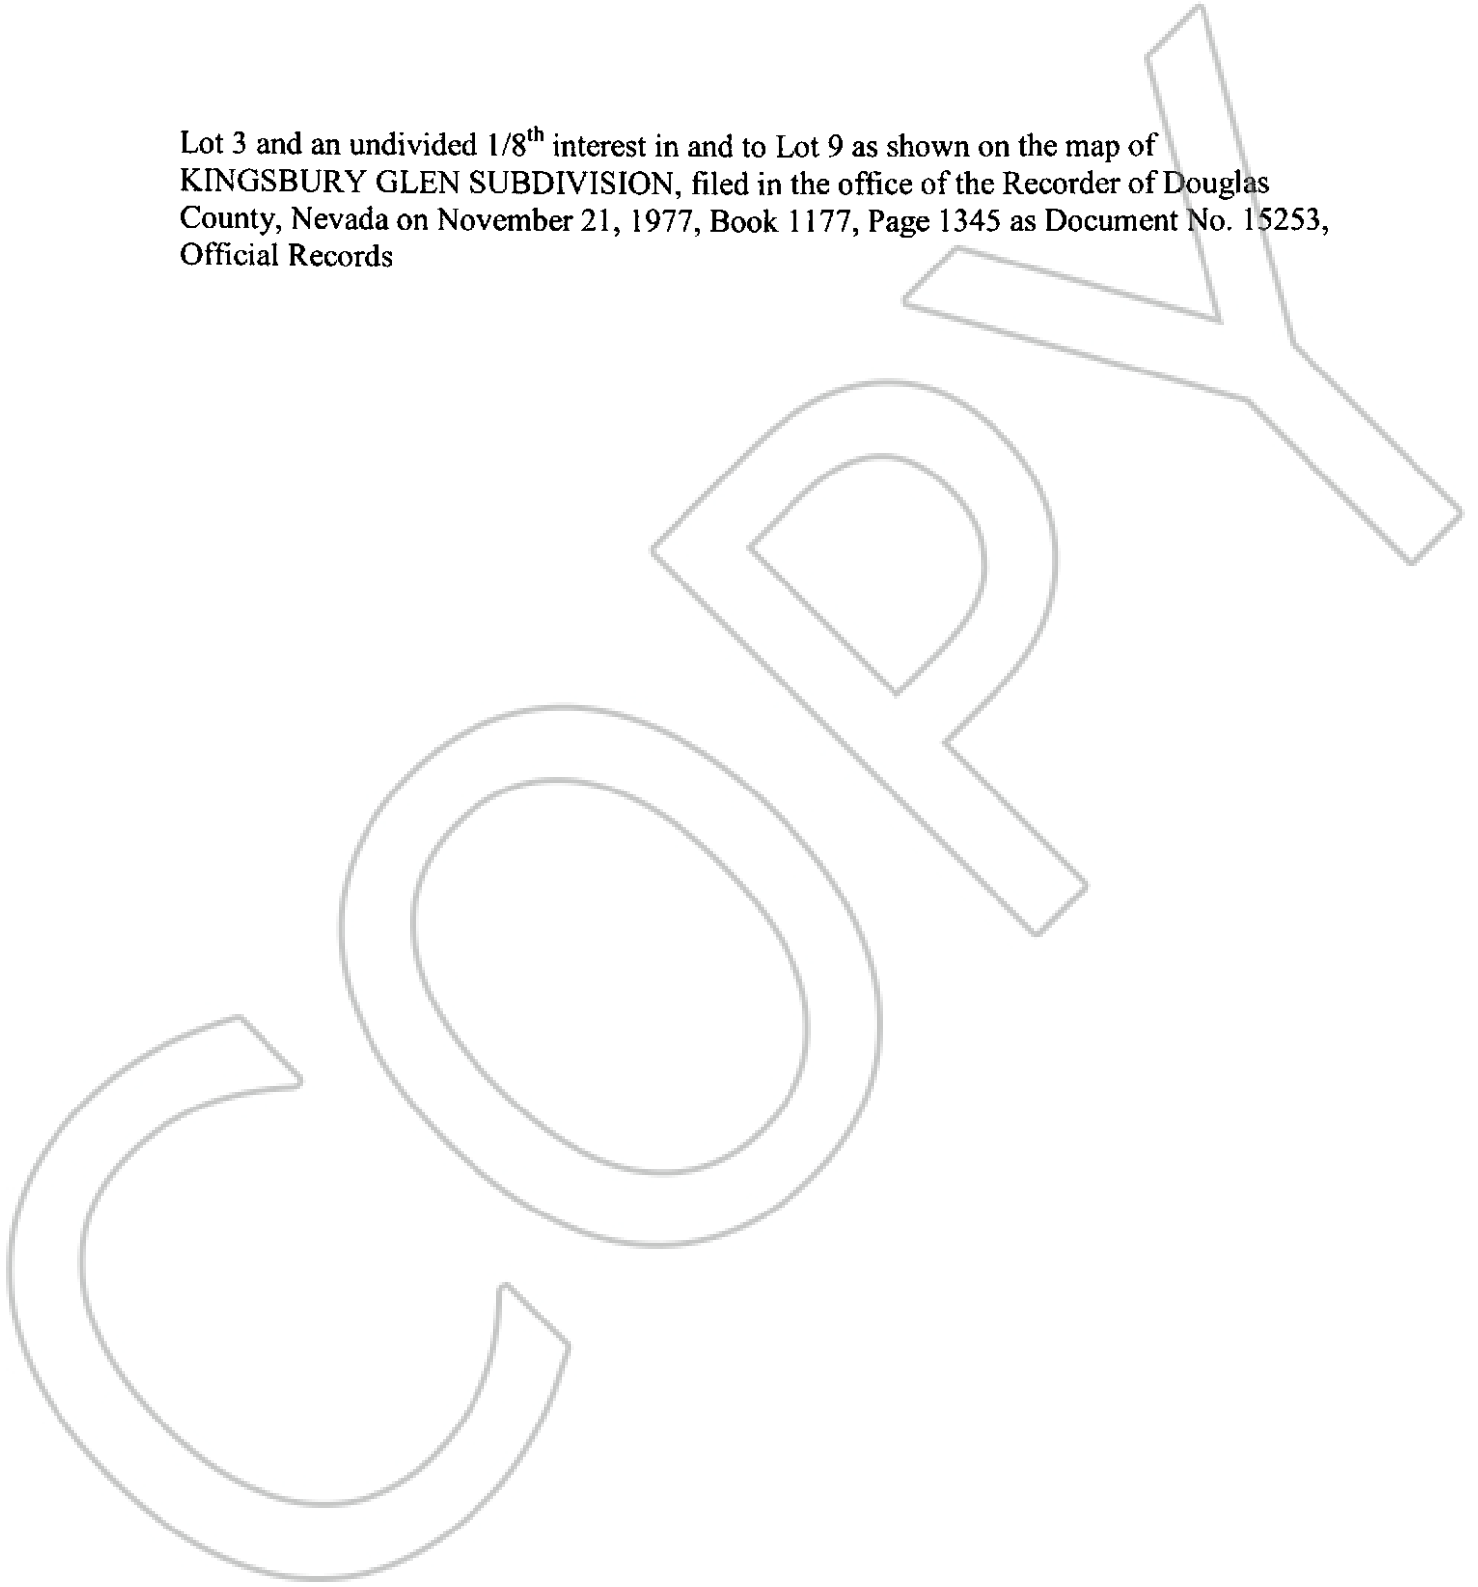 Lot 3 and an undivided 1/8th interest in and to Lot 9 as shown on the map of
KINGSBURY GLEN SUBDIVISION, filed in the office of the Recorder of Douglas
County, Nevada on November 21, 1977, Book 1177, Page 1345 as Document No. 15253,
Official Records
COPY